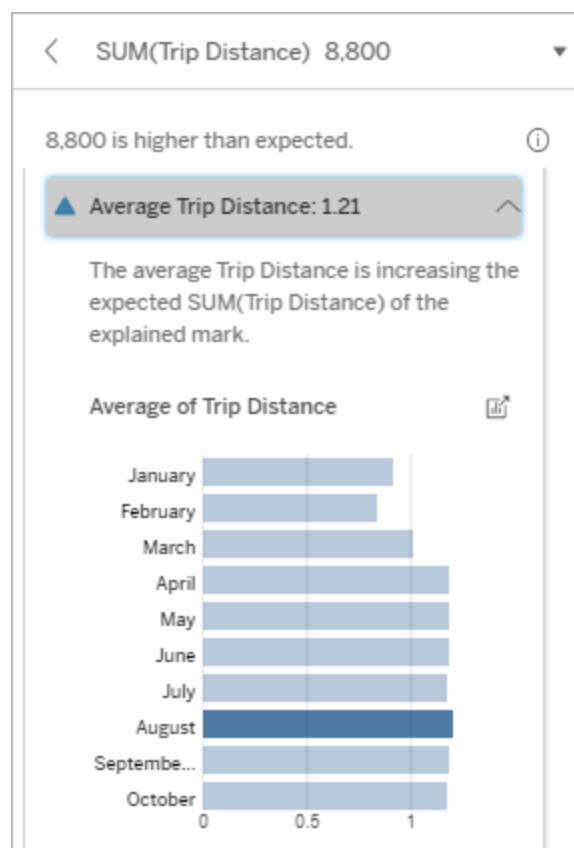 SUM(Trip Distance) 8,800
8,800 is higher than expected.
Average Trip Distance: 1.21
The average Trip Distance is increasing the
expected SUM(Trip Distance) of the
explained mark.
Average of Trip Distance
January
February
March
April
May
June
July
August
Septembe...
October
0 0.5 1